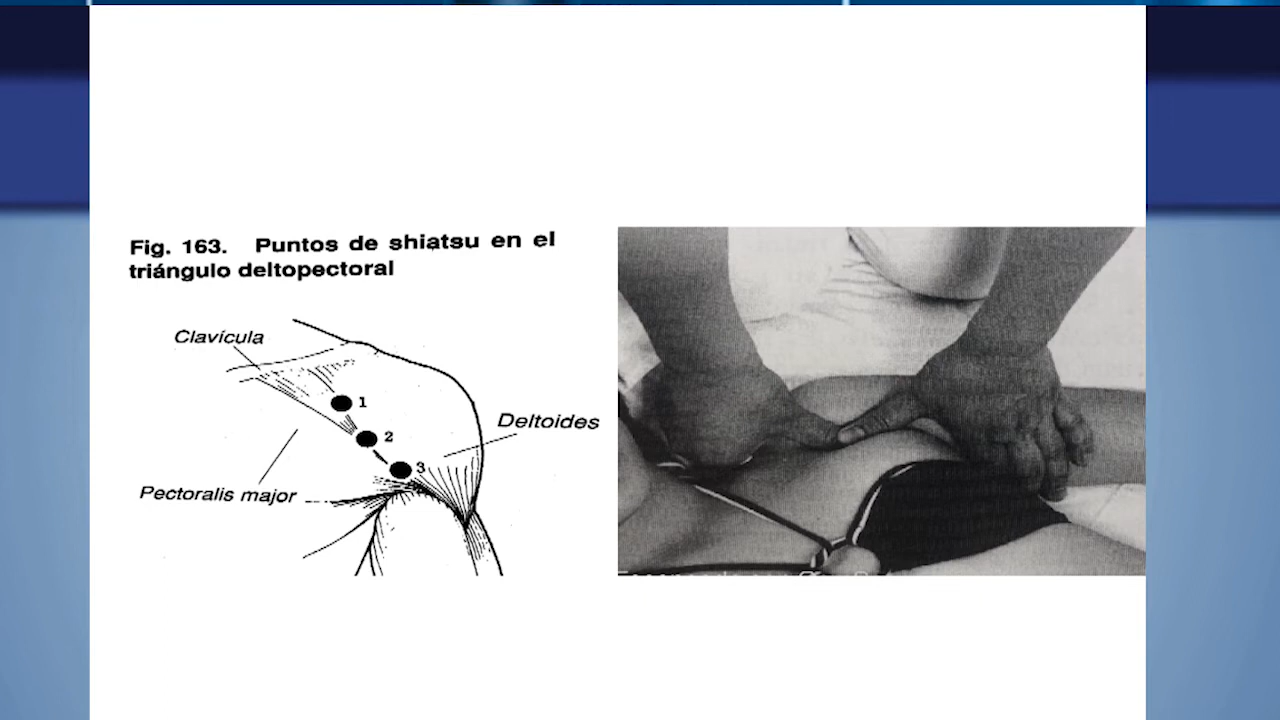 Fig. 163. Puntos de shiatsu en el
triángulo deltopectoral
Clavícula
1
2
Deltoides
3
Pectoralis major